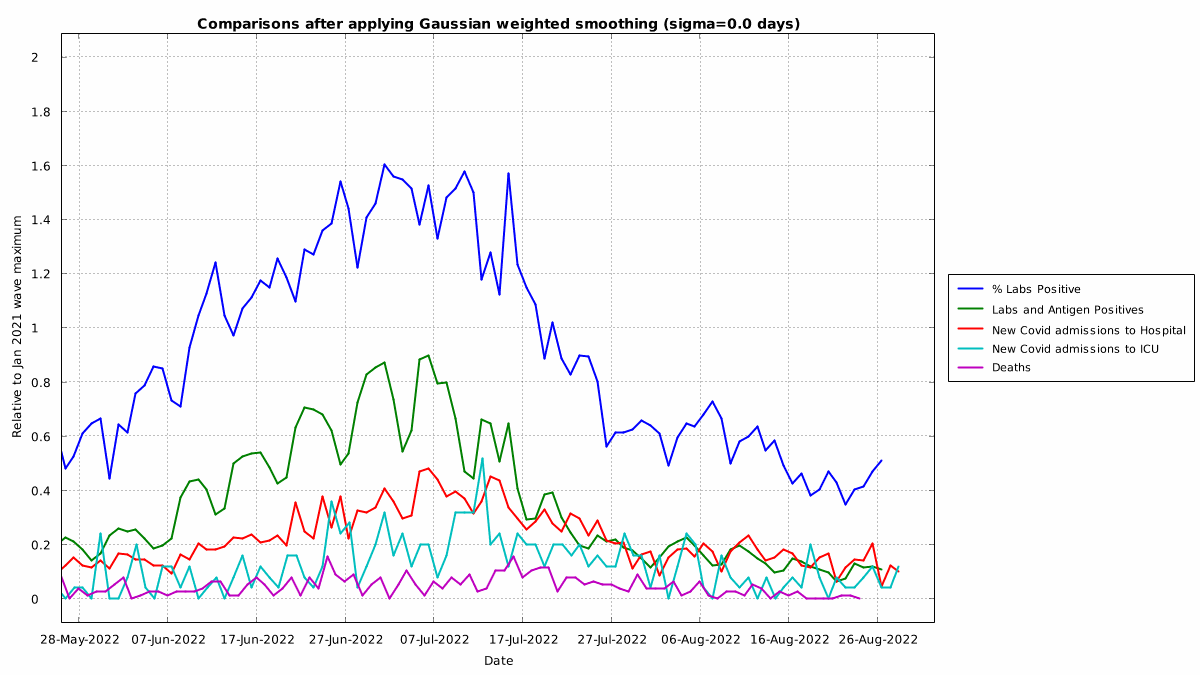 Comparisons after applying Gaussian weighted smoothing (sigma=0.0 days)
Relative to Jan 2021 wave maximum
2
1.8
1.6
1.4
1.2
1
0.8
0.6
0.4
0.2
0
28-May-2022 07-Jun-2022 17-Jun-2022 27-Jun-2022 07-Jul-2022 17-Jul-2022 27-Jul-2022 06-Aug-2022 16-Aug-2022 26-Aug-2022
Date
% Labs Positive
Labs and Antigen Positives
New Covid admissions to Hospital
New Covid admissions to ICU
Deaths